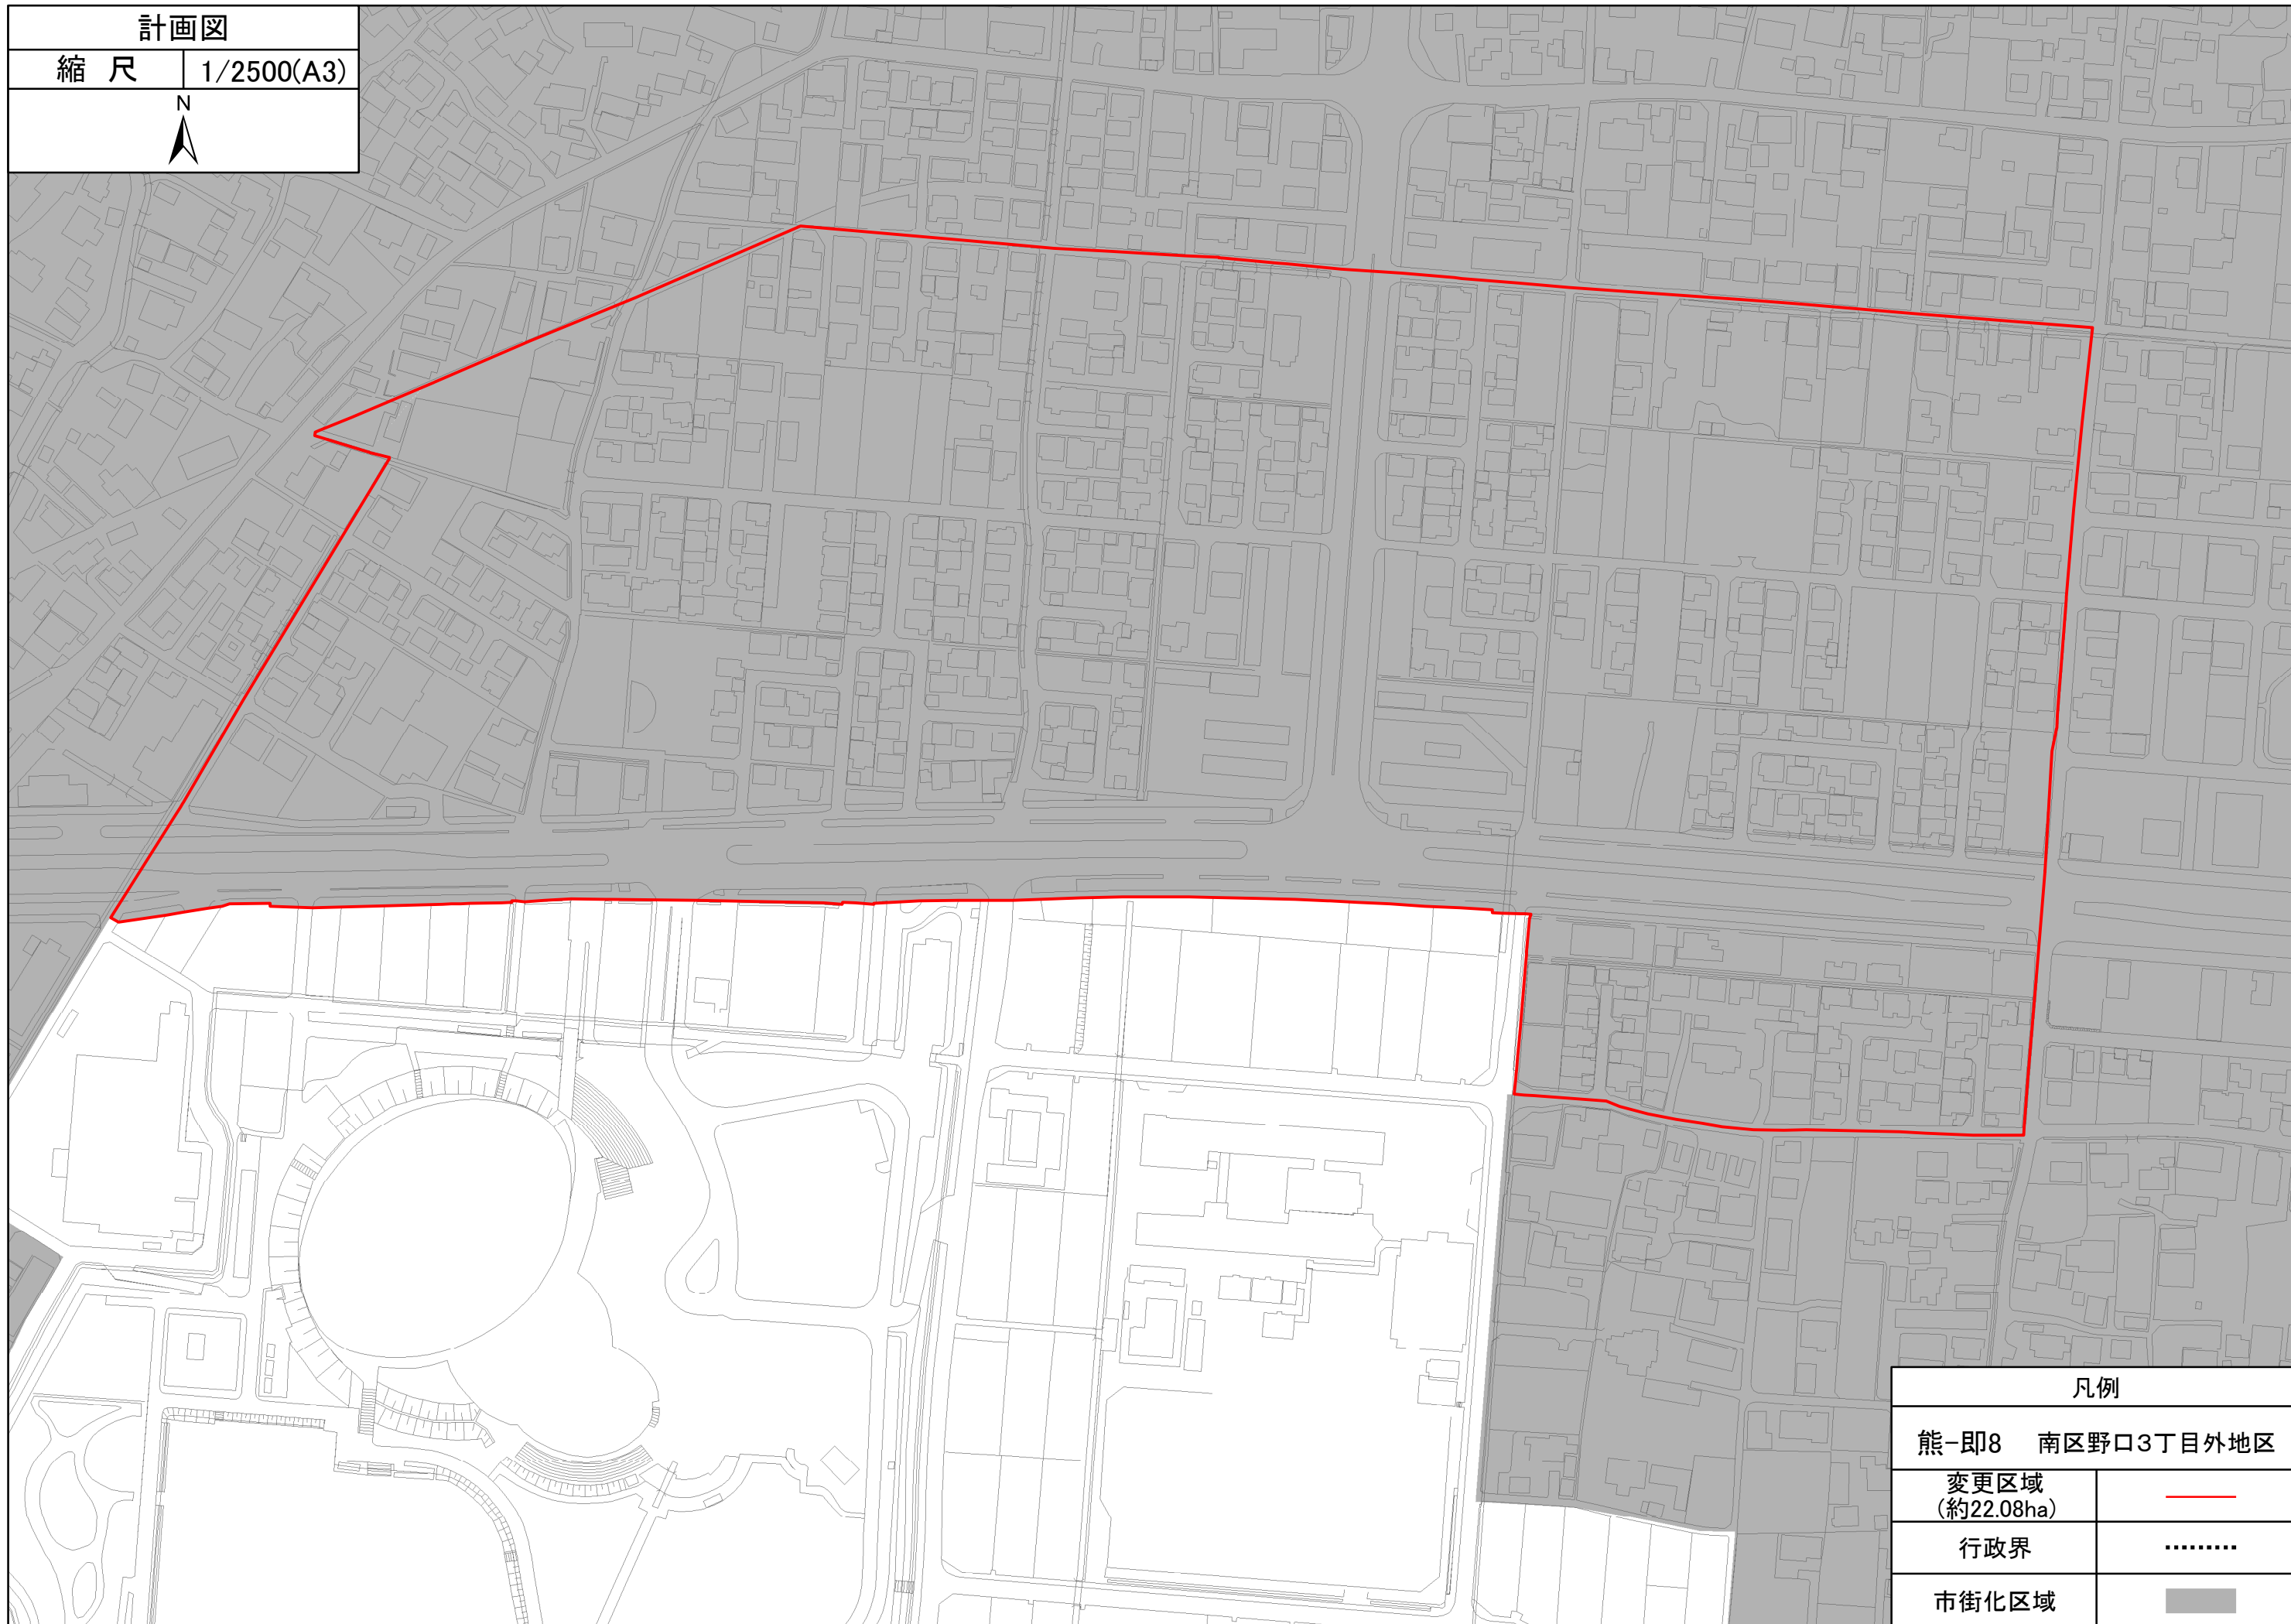 計画図
縮 尺 1/2500(A3)
N
凡例
熊-即8 南区野口3丁目外地区
変更区域
(約22.08ha)
行政界
市街化区域